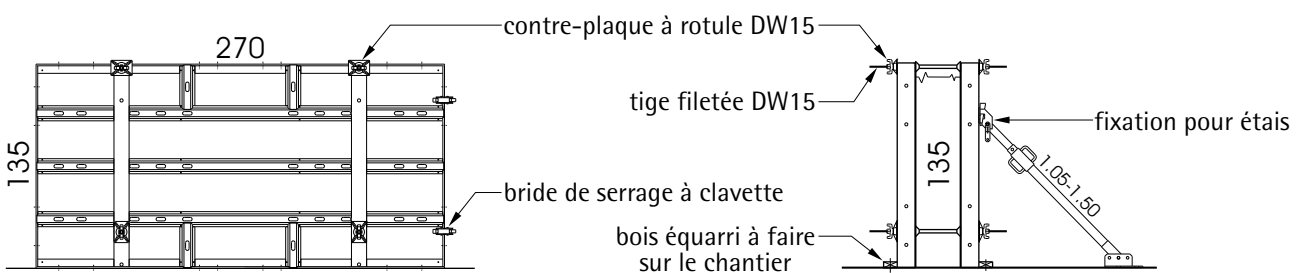 contre-plaque à rotule DW15
270
tige filetée DW15
fixation pour étais
135
135
1.05-1.50
bride de serrage à clavette
bois équarri à faire
sur le chantier